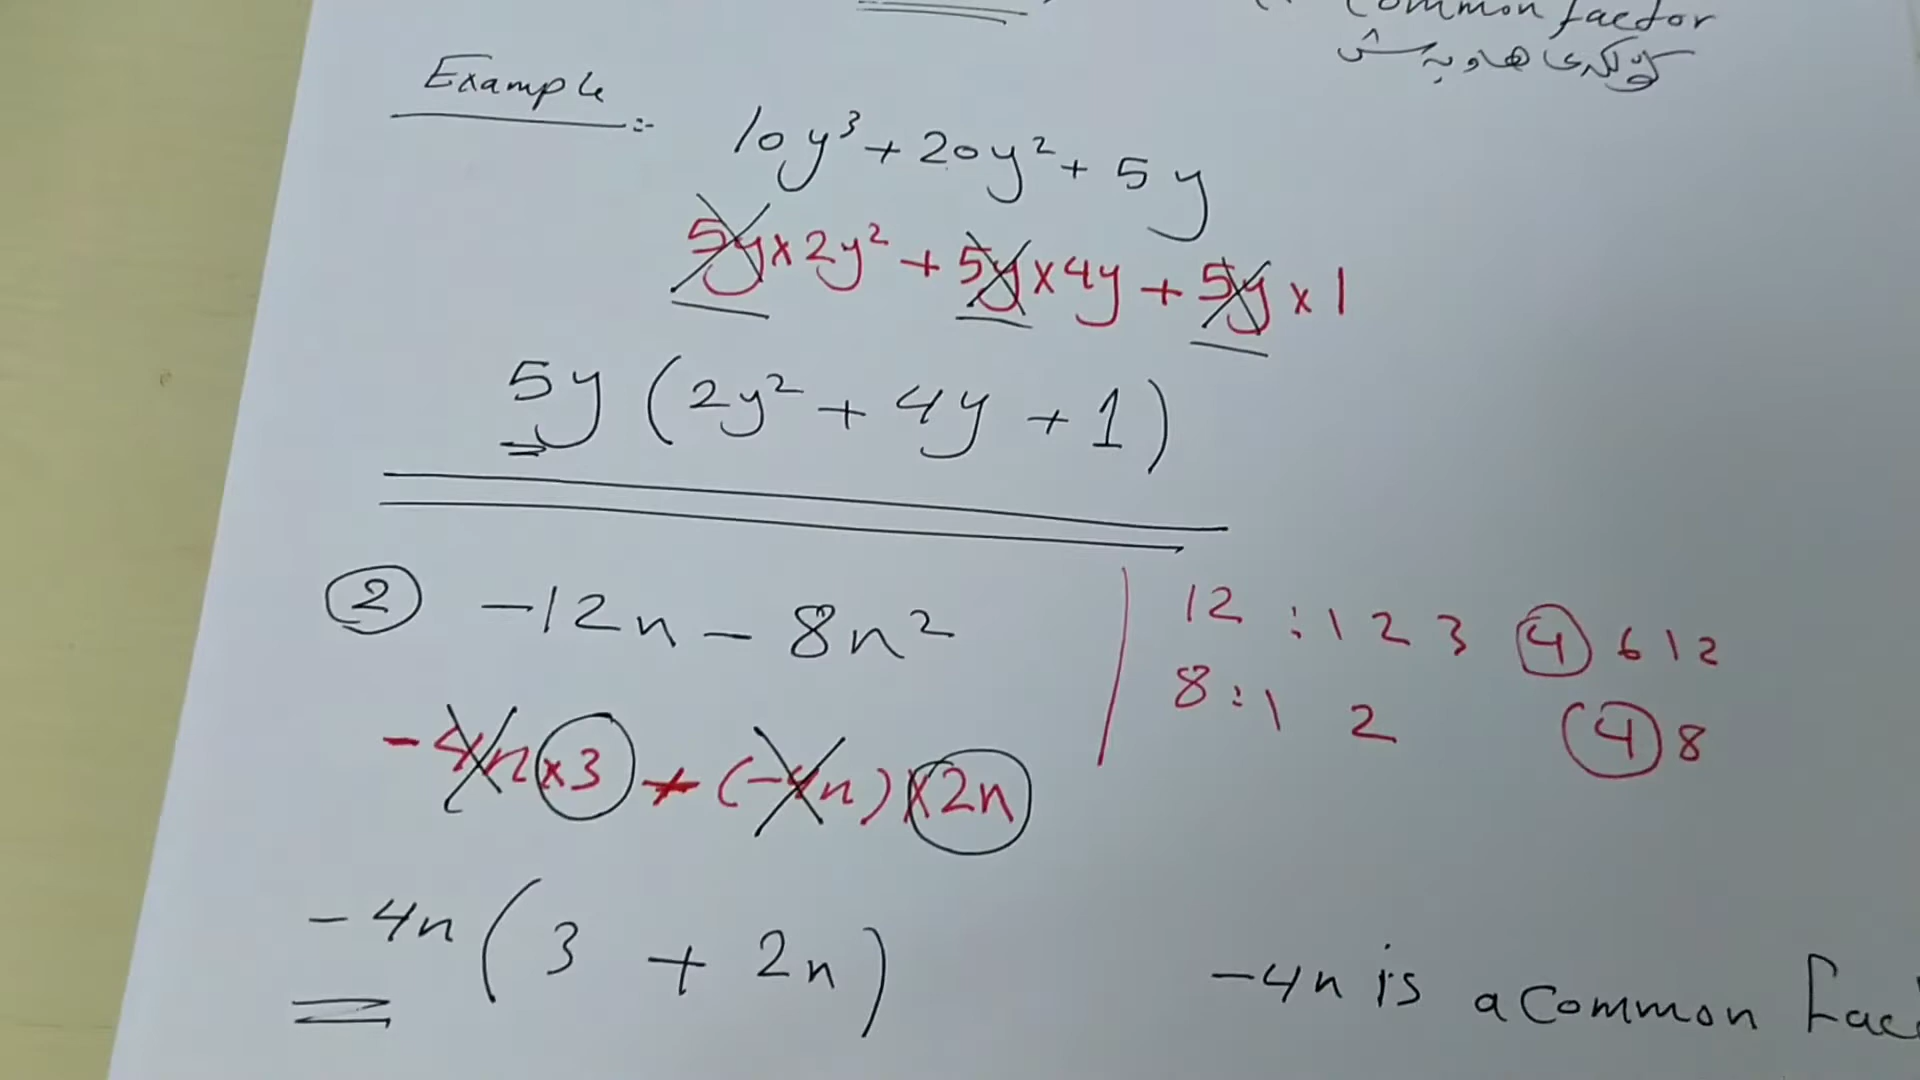 Common factor
کۆلکەی هاوبەش
Example :-
10y³ + 20y² + 5y
5y × 2y² + 5y × 4y + 5y × 1
5y (2y² + 4y + 1)
② -12n - 8n²
12 : 1 2 3 4 6 12
8 : 1 2 4 8
-4n × 3 + (-4n) × 2n
-4n (3 + 2n)
-4n is a common fac